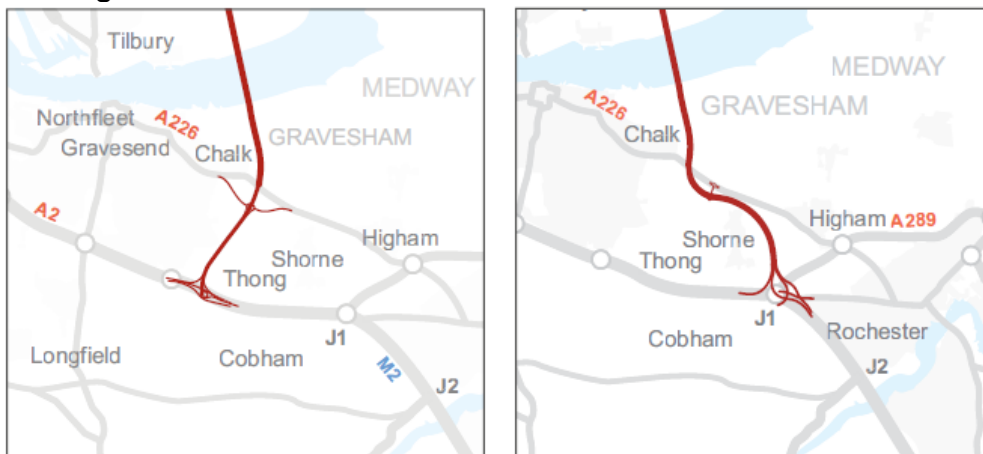 Tilbury
MEDWAY
Northfleet
A226
GRAVESHAM
Gravesend
Chalk
A2
Higham
Shorne
Thong
J1
Longfield
Cobham
M2
J2
MEDWAY
A226
GRAVESHAM
Chalk
Higham
A289
Shorne
Thong
J1
Rochester
Cobham
J2